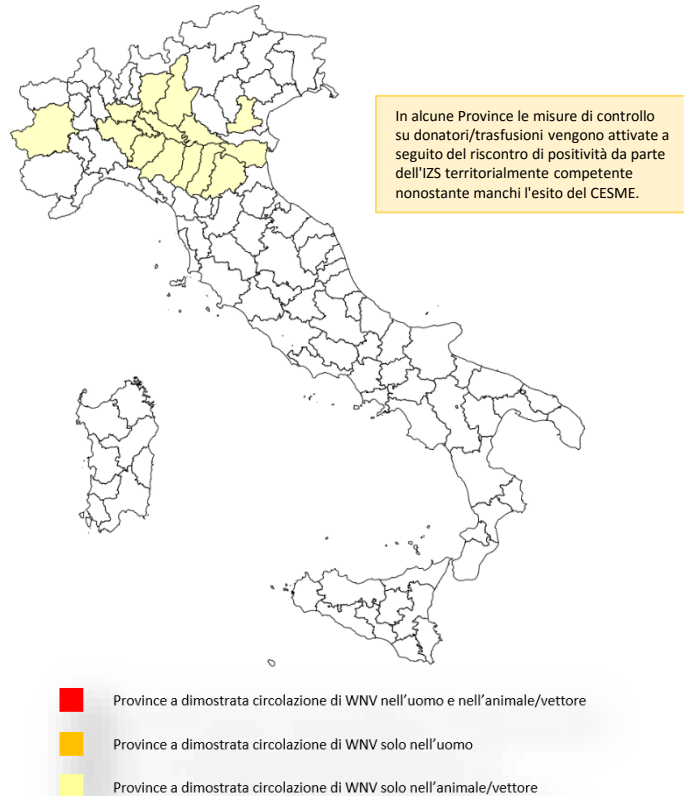 In alcune Province le misure di controllo
su donatori/trasfusioni vengono attivate a
seguito del riscontro di positività da parte
dell'IZS territorialmente competente
nonostante manchi l'esito del CESME.
Province a dimostrata circolazione di WNV nell'uomo e nell'animale/vettore
Province a dimostrata circolazione di WNV solo nell'uomo
Province a dimostrata circolazione di WNV solo nell'animale/vettore